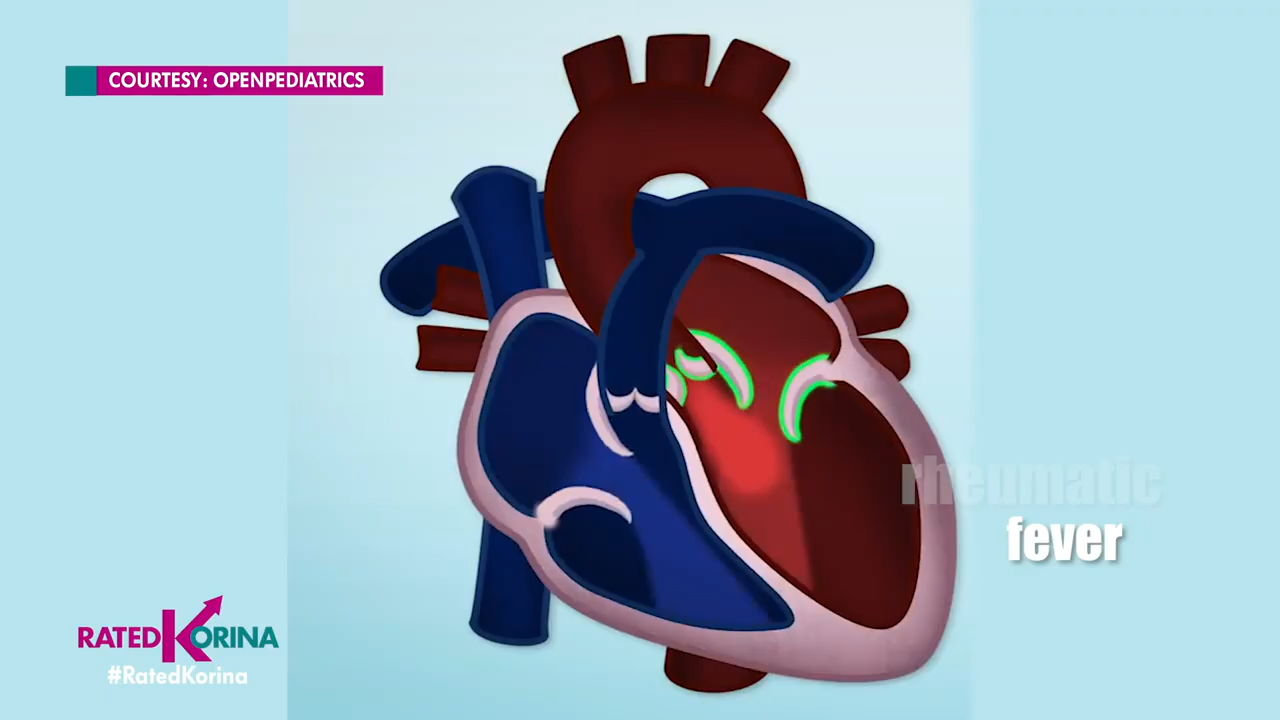 COURTESY: OPENPEDIATRICS
rheumatic
fever
RATEDKORINA
#RatedKorina